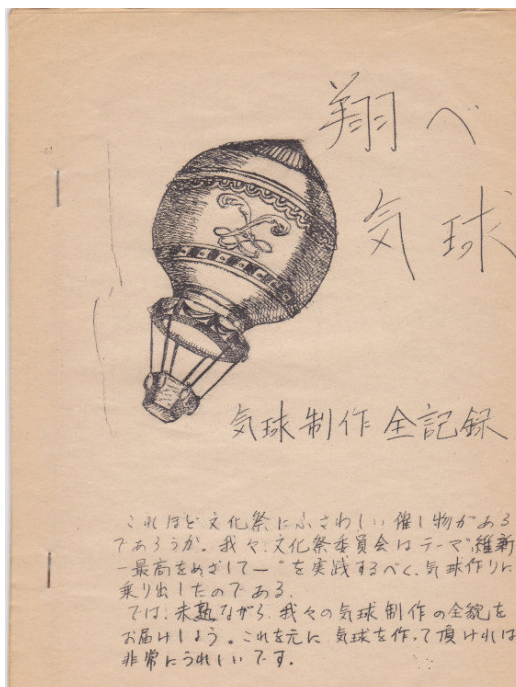 翔べ
気球
気球制作全記録
これほど文化祭にふさわしい催し物がある
であろうか。我々、文化祭委員会はテーマ"維新
―最高をめざして―"を実践するべく、気球作りに
乗り出したのである。
では、未熟ながら、我々の気球制作の全貌を
お届けしよう。これを元に気球を作って頂ければ
非常にうれしいです。